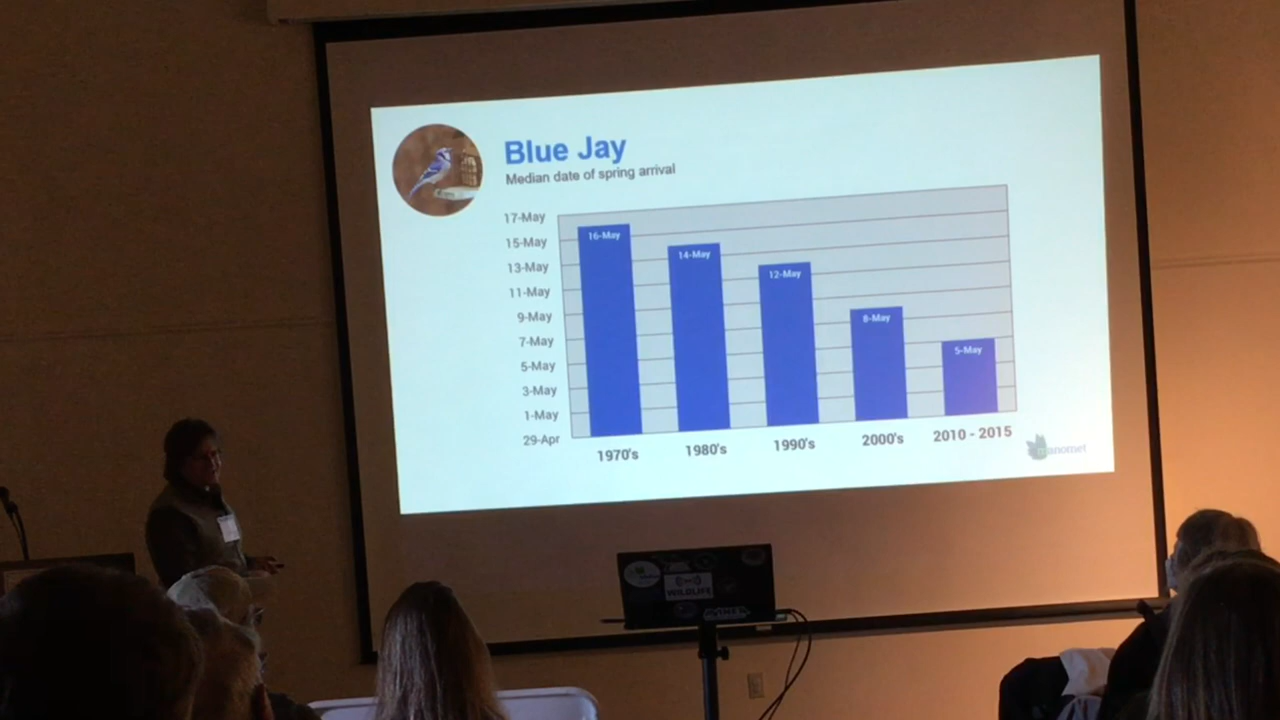 Blue Jay
Median date of spring arrival
17-May
15-May
13-May
11-May
9-May
7-May
5-May
3-May
1-May
29-Apr
16-May
14-May
12-May
8-May
5-May
1970's
1980's
1990's
2000's
2010 - 2015
manomet
WILDLIFE